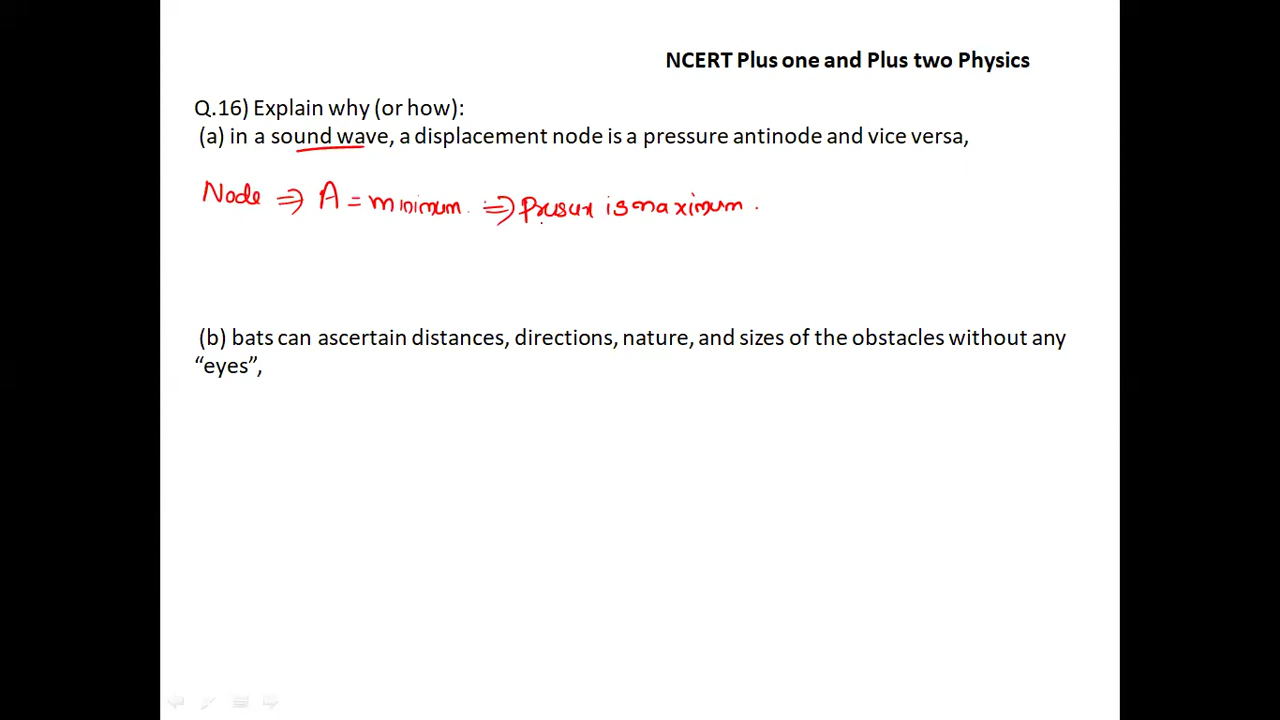 NCERT Plus one and Plus two Physics
Q.16) Explain why (or how):
(a) in a sound wave, a displacement node is a pressure antinode and vice versa,
Node ⇒ A = minimum. ⇒ is maximum.
(b) bats can ascertain distances, directions, nature, and sizes of the obstacles without any
“eyes”,